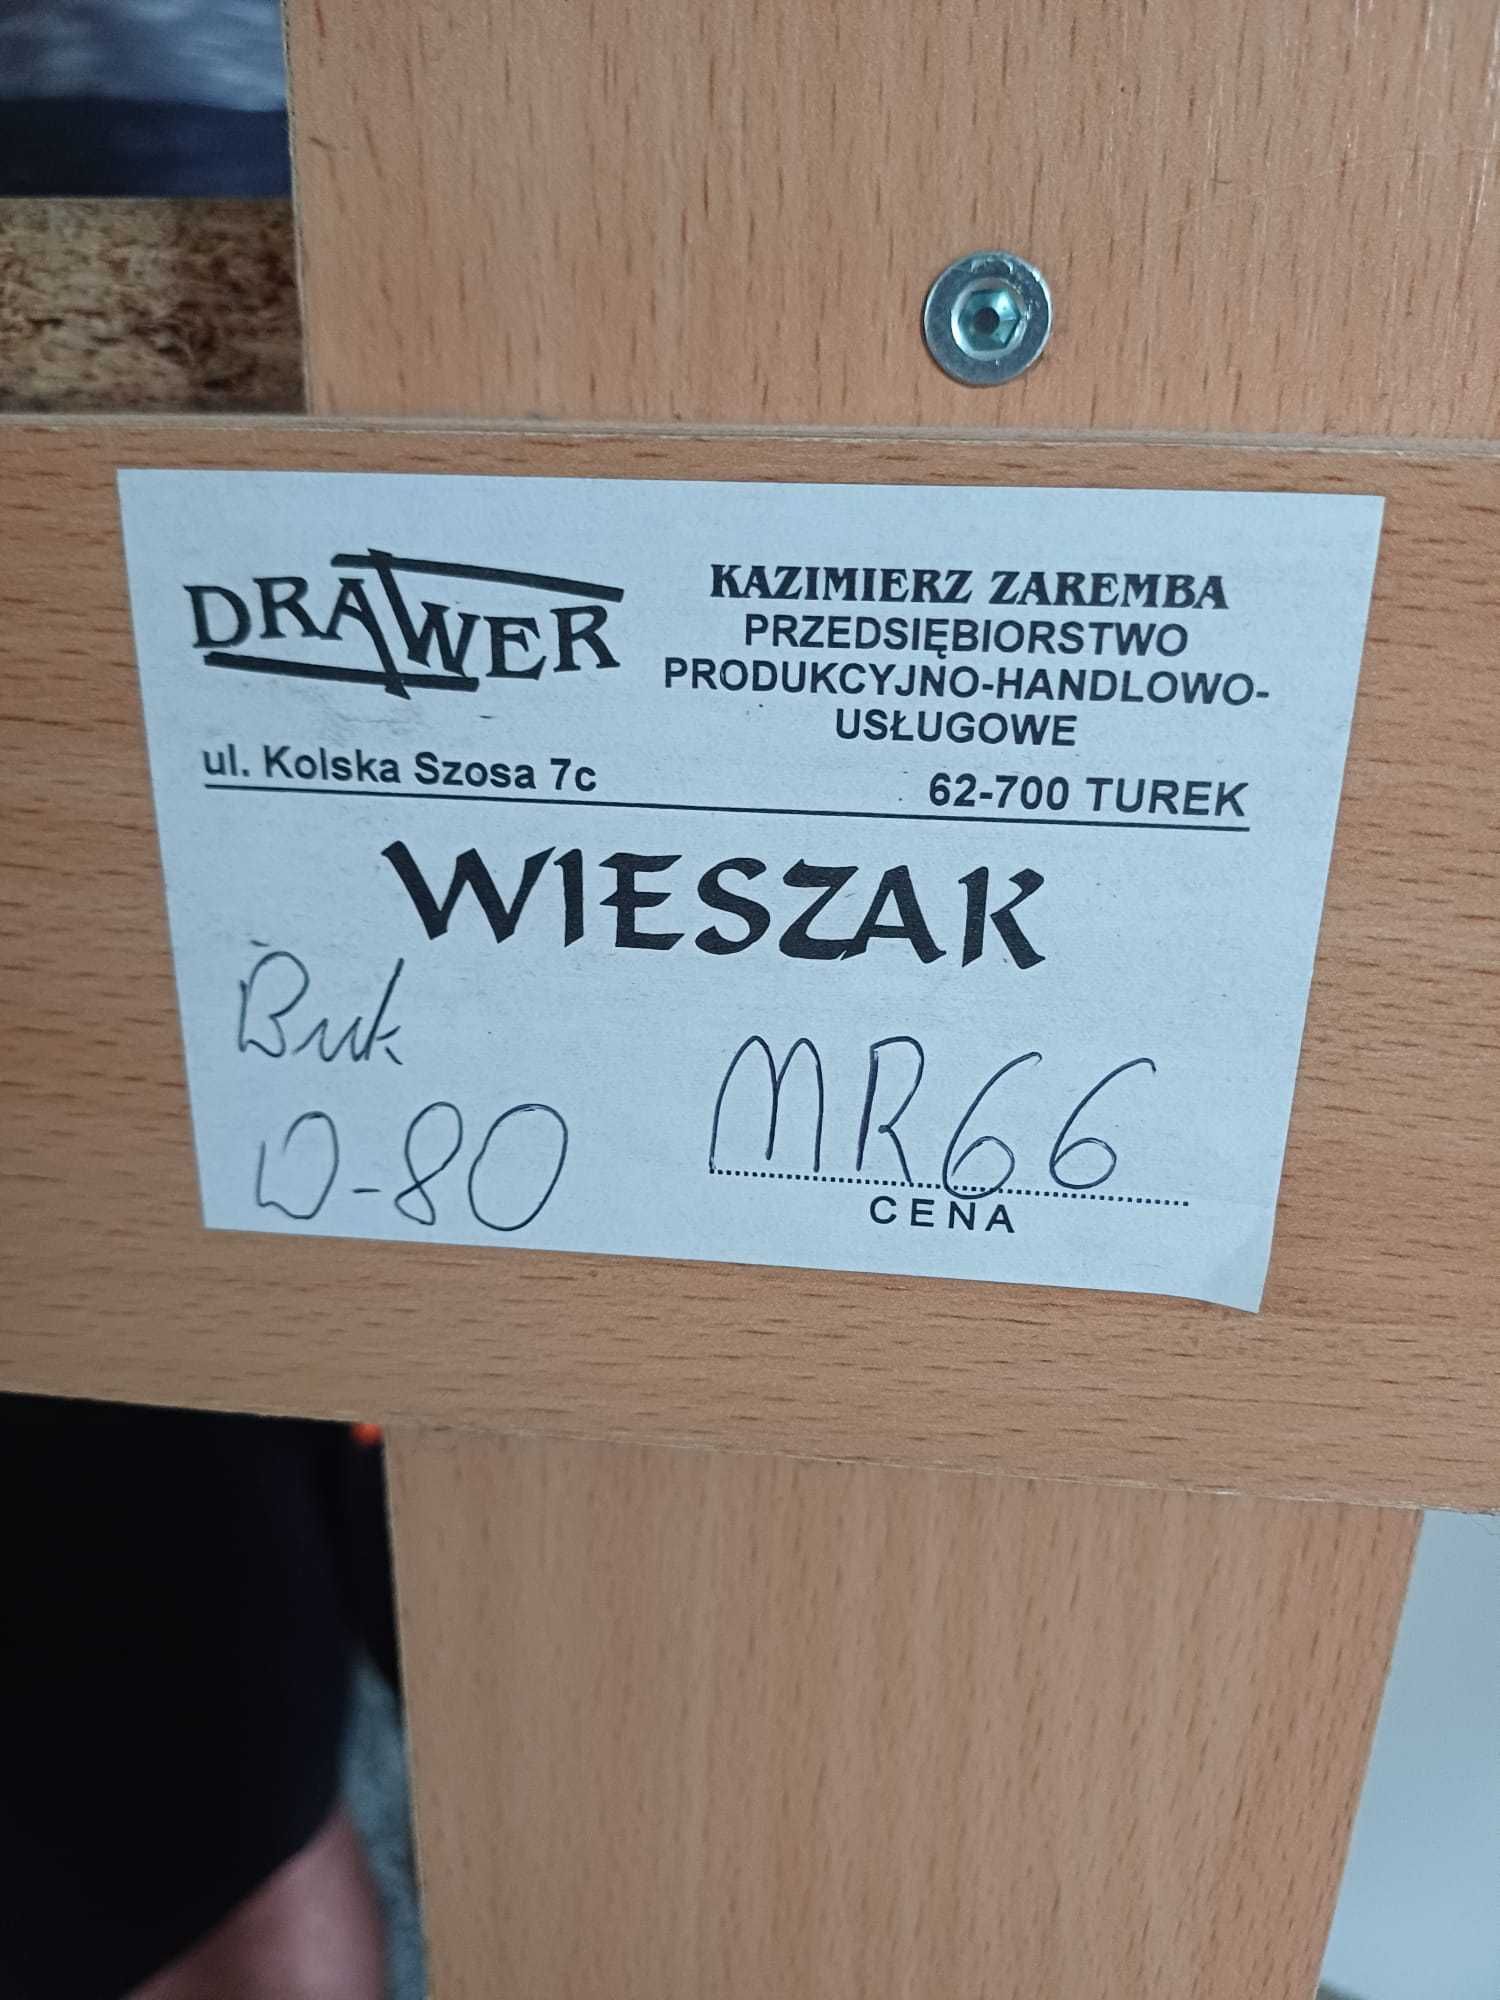 DRAWER
KAZIMIERZ ZAREMBA
PRZEDSIĘBIORSTWO
PRODUKCYJNO-HANDLOWO-
USŁUGOWE
ul. Kolska Szosa 7c 62-700 TUREK
WIESZAK
Buk
D-80 MR66
CENA